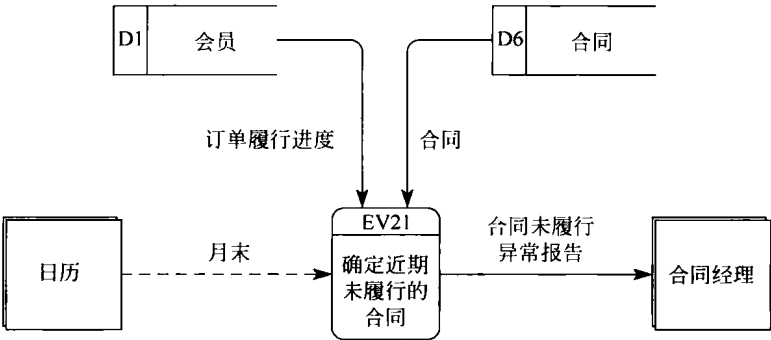 D1
会员
D6
合同
订单履行进度
合同
EV21
合同未履行
异常报告
日历
月末
确定近期
未履行的
合同
合同经理